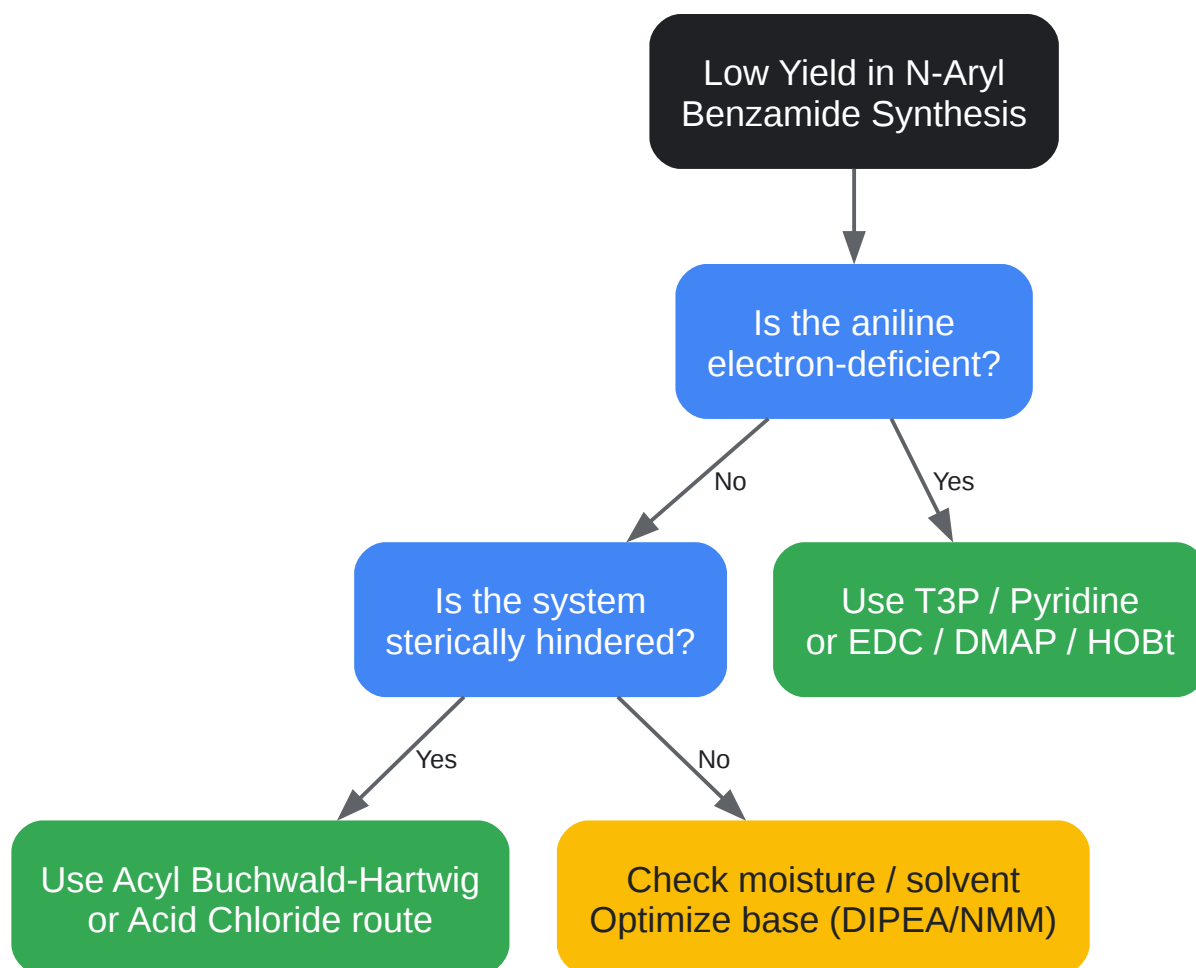 Low Yield in N-Aryl
Benzamide Synthesis
Is the aniline
electron-deficient?
No
Yes
Is the system
sterically hindered?
Use T3P / Pyridine
or EDC / DMAP / HOBt
Yes
No
Use Acyl Buchwald-Hartwig
or Acid Chloride route
Check moisture / solvent
Optimize base (DIPEA/NMM)